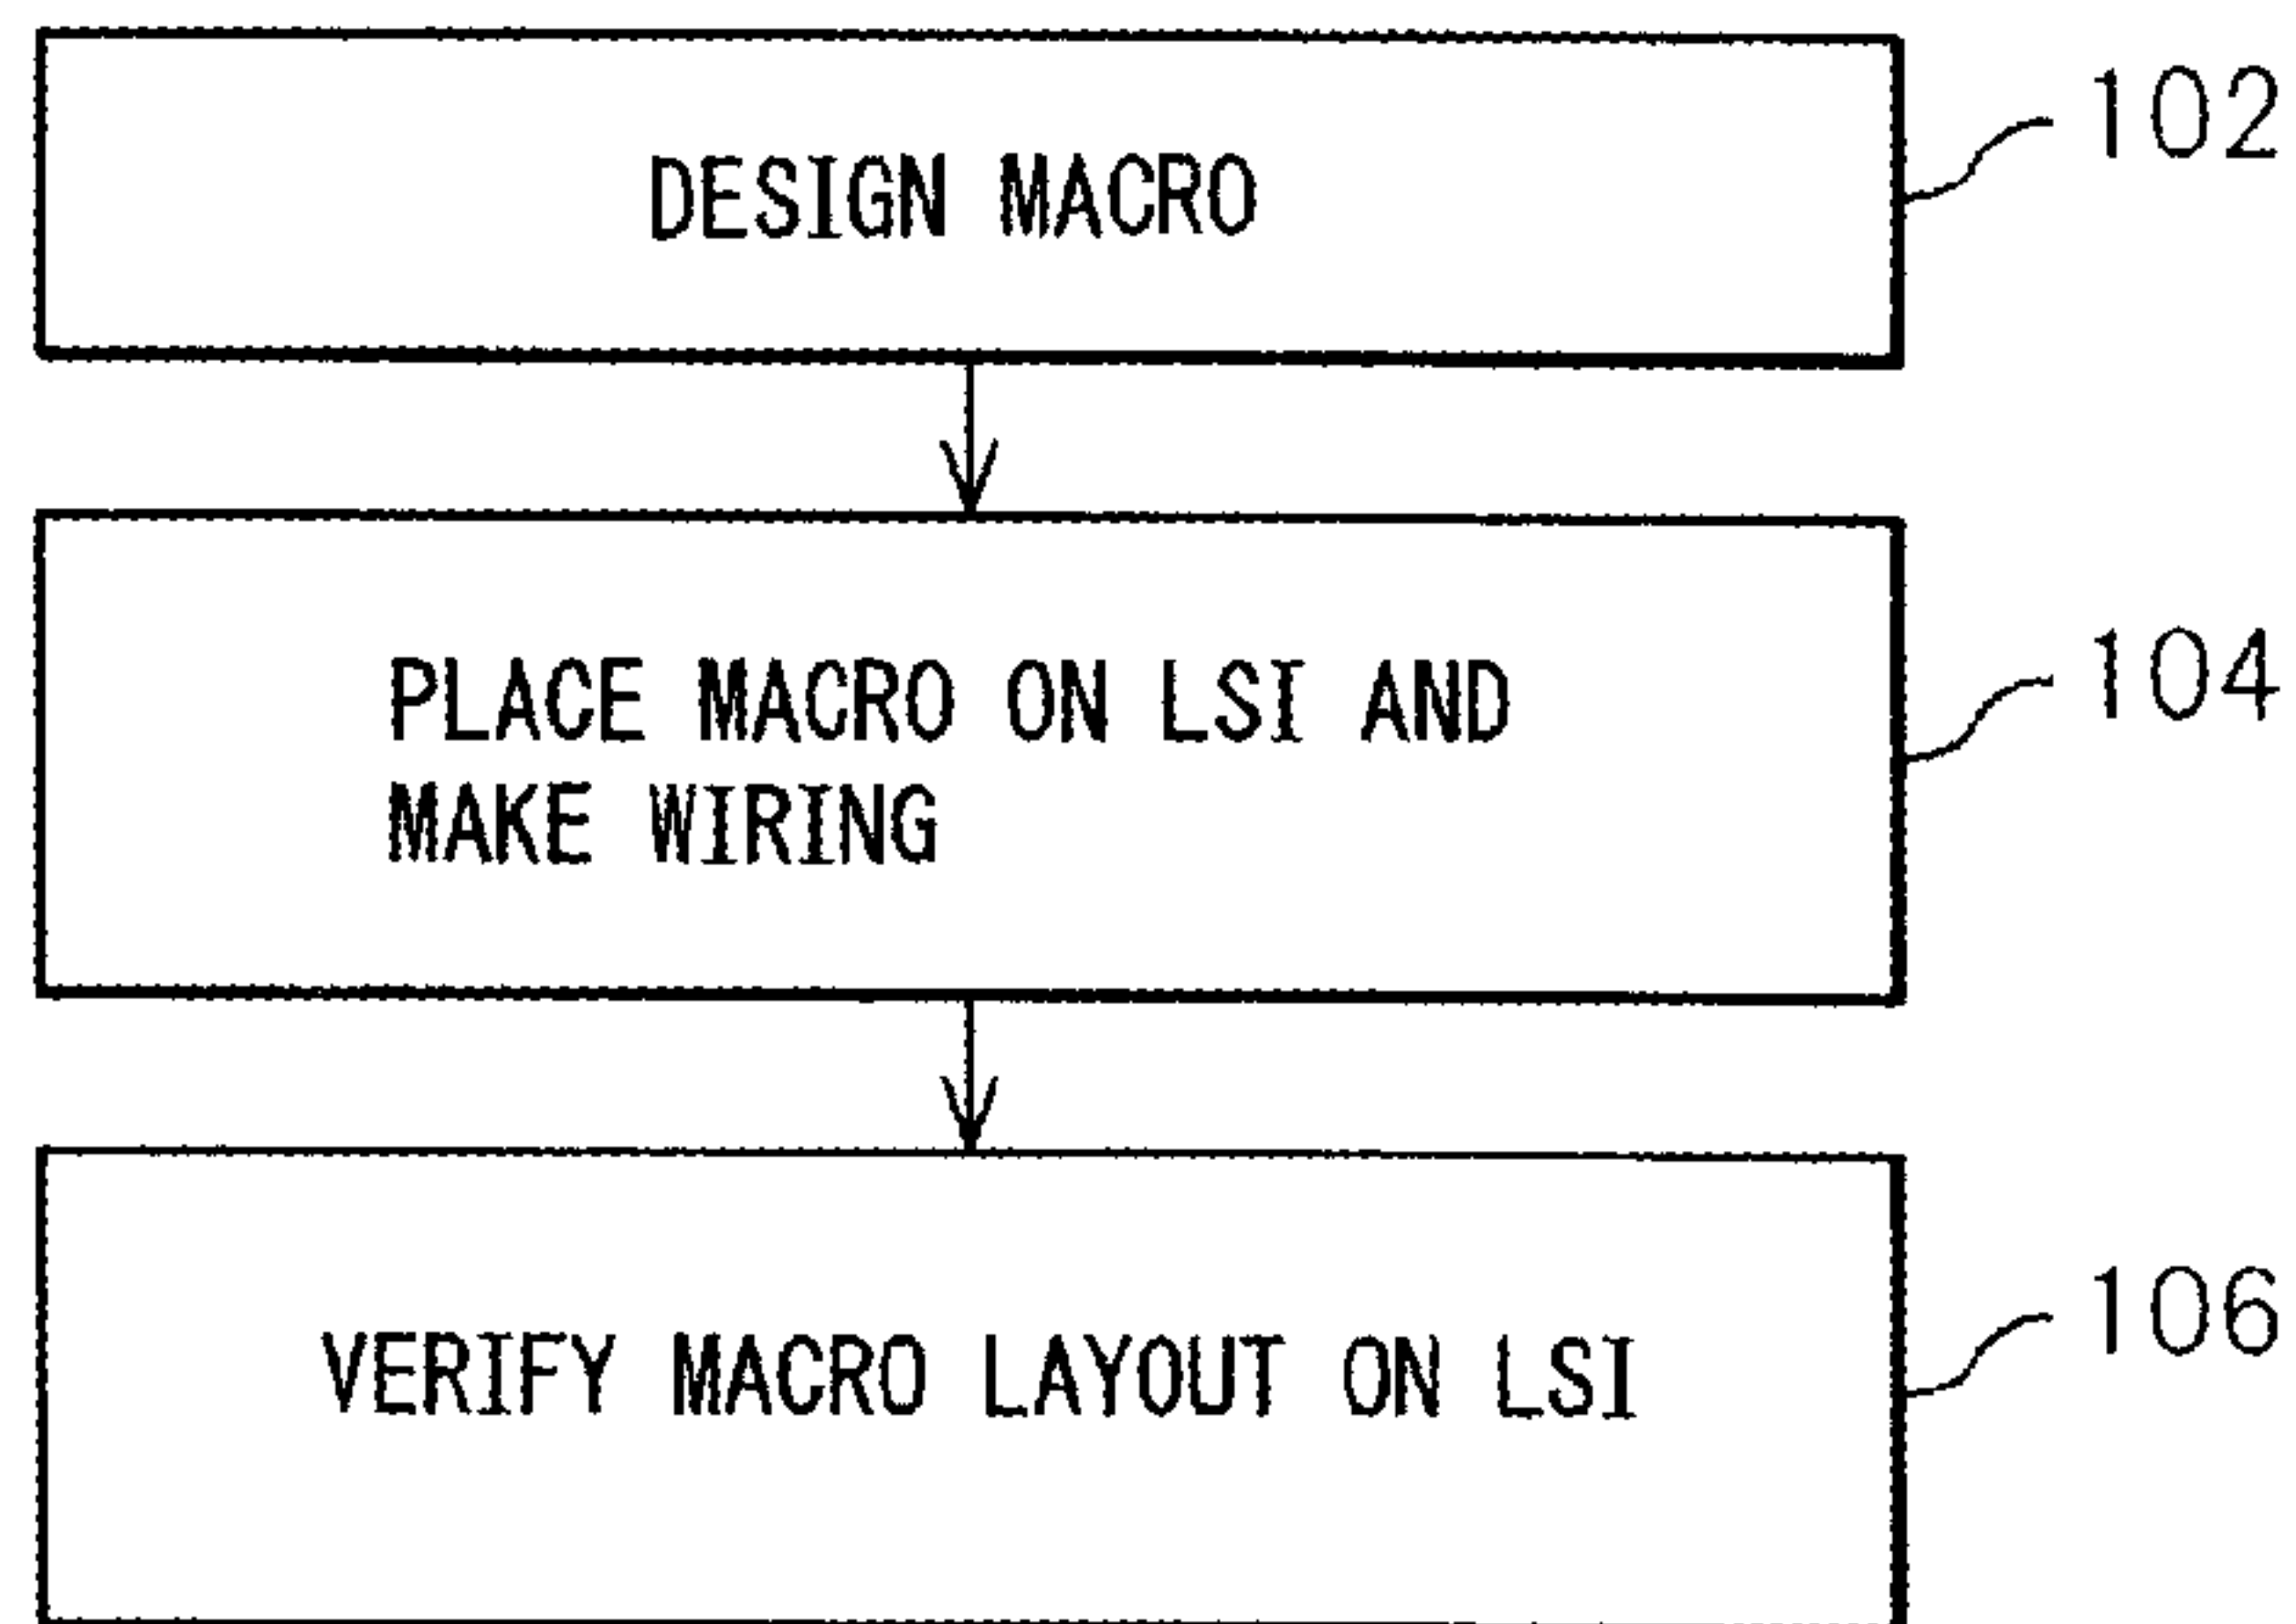 DESIGN MACRO
102
PLACE MACRO ON LSI AND
MAKE WIRING
104
VERIFY MACRO LAYOUT ON LSI
106